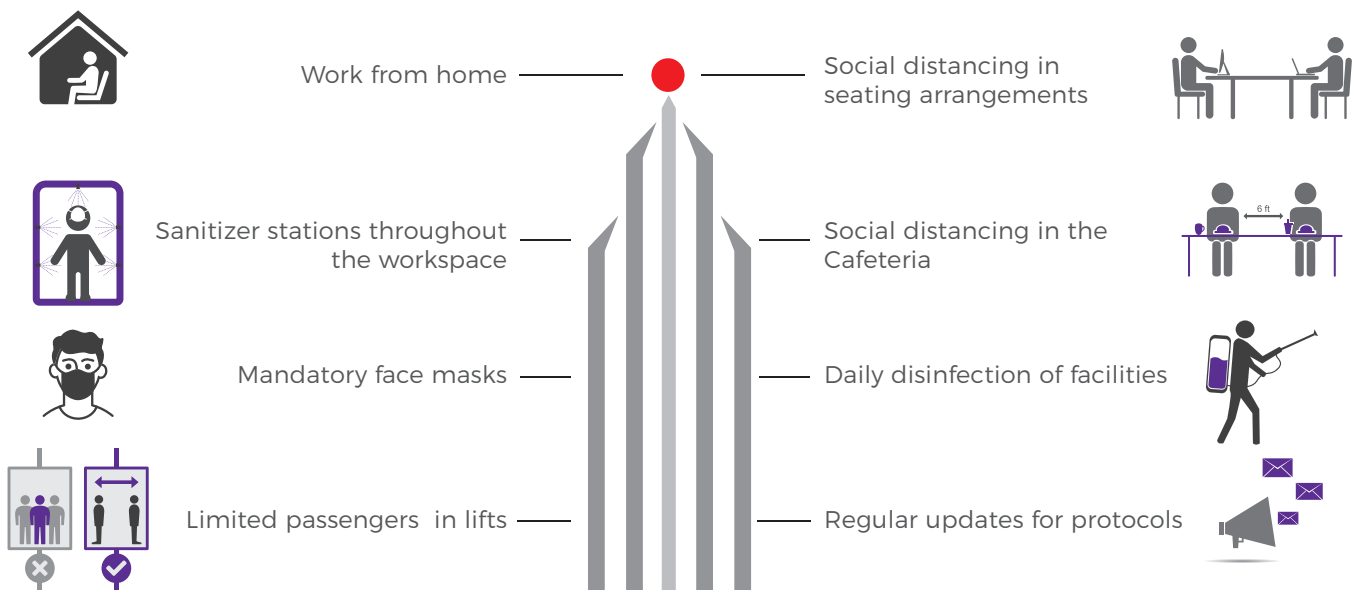 Work from home
Social distancing in
seating arrangements
Sanitizer stations throughout
the workspace
Social distancing in the
Cafeteria
6 ft
Mandatory face masks
Daily disinfection of facilities
Limited passengers in lifts
Regular updates for protocols